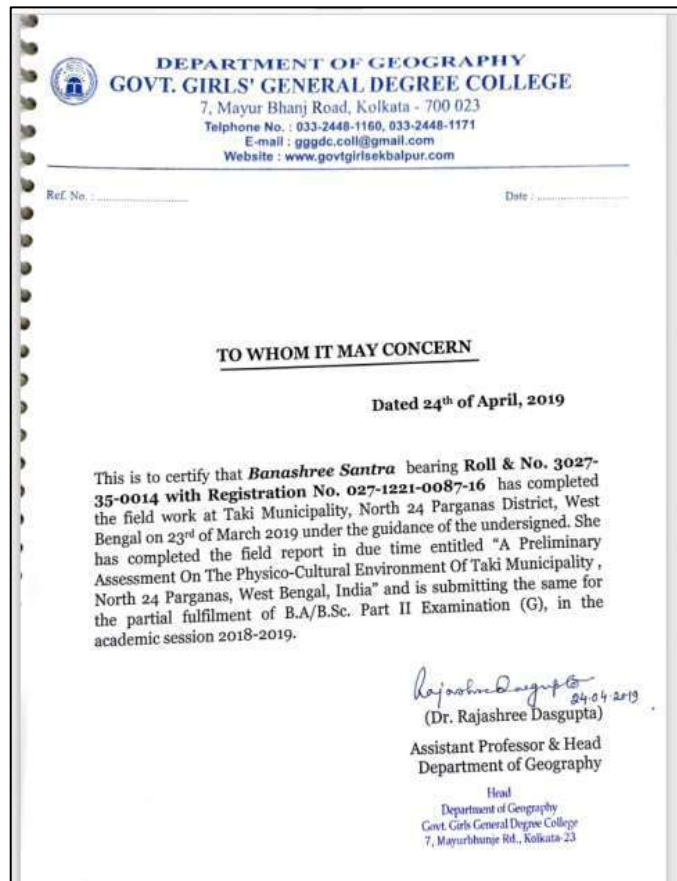 DEPARTMENT OF GEOGRAPHY
GOVT. GIRLS' GENERAL DEGREE COLLEGE
7, Mayur Bhanj Road, Kolkata - 700 023
Telphone No. : 033-2448-1160, 033-2448-1171
E-mail : gggdc.coll@gmail.com
Website : www.govtgirlsekbalpur.com
Ref. No. : ............................
Date : ............................
TO WHOM IT MAY CONCERN
Dated 24th of April, 2019
This is to certify that Banashree Santra bearing Roll & No. 3027-
35-0014 with Registration No. 027-1221-0087-16 has completed
the field work at Taki Municipality, North 24 Parganas District, West
Bengal on 23rd of March 2019 under the guidance of the undersigned. She
has completed the field report in due time entitled "A Preliminary
Assessment On The Physico-Cultural Environment Of Taki Municipality ,
North 24 Parganas, West Bengal, India" and is submitting the same for
the partial fulfilment of B.A/B.Sc. Part II Examination (G), in the
academic session 2018-2019.
Rajashree Dasgupta
24.04.2019
(Dr. Rajashree Dasgupta)
Assistant Professor & Head
Department of Geography
Head
Department of Geography
Govt. Girls General Degree College
7, Mayurbhunje Rd., Kolkata-23